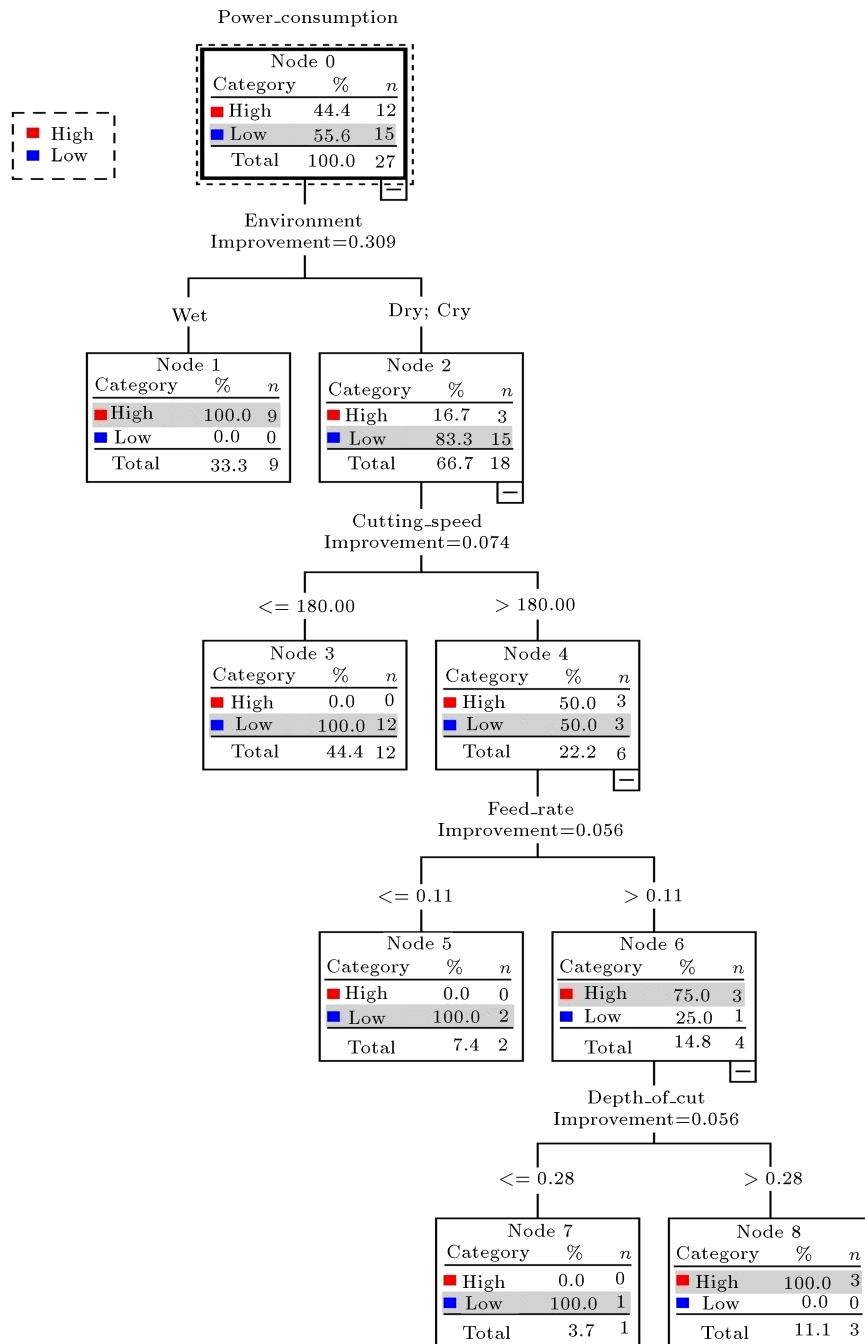 Power_consumption
Node 0
Category % n
High 44.4 12
Low 55.6 15
Total 100.0 27
High
Low
Environment
Improvement=0.309
Wet
Dry; Cry
Node 1
Category % n
High 100.0 9
Low 0.0 0
Total 33.3 9
Node 2
Category % n
High 16.7 3
Low 83.3 15
Total 66.7 18
Cutting_speed
Improvement=0.074
<= 180.00
> 180.00
Node 3
Category % n
High 0.0 0
Low 100.0 12
Total 44.4 12
Node 4
Category % n
High 50.0 3
Low 50.0 3
Total 22.2 6
Feed_rate
Improvement=0.056
<= 0.11
> 0.11
Node 5
Category % n
High 0.0 0
Low 100.0 2
Total 7.4 2
Node 6
Category % n
High 75.0 3
Low 25.0 1
Total 14.8 4
Depth_of_cut
Improvement=0.056
<= 0.28
> 0.28
Node 7
Category % n
High 0.0 0
Low 100.0 1
Total 3.7 1
Node 8
Category % n
High 100.0 3
Low 0.0 0
Total 11.1 3